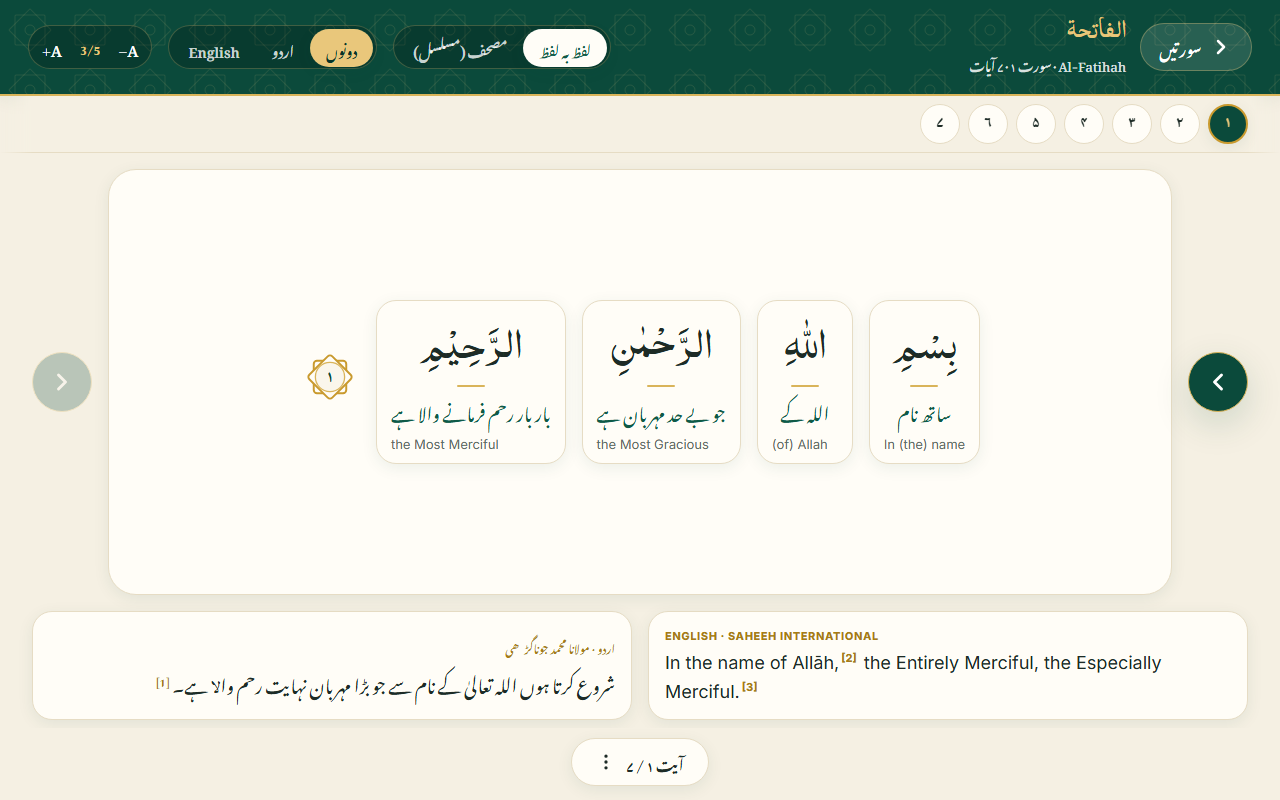 سورتیں
الفاتحة
Al-Fatihah · سورت ۱ · ۷ آیات
لفظ بہ لفظ
مصحف (مسلسل)
دونوں
اردو
English
A−
3/5
A+
۱
۲
۳
۴
۵
٦
۷
بِسْمِ
ساتھ نام
In (the) name
اللّٰهِ
اللہ کے
(of) Allah
الرَّحْمٰنِ
جو بے حد مہربان ہے
the Most Gracious
الرَّحِيْمِ
بار بار رحم فرمانے والا ہے
the Most Merciful
۱
ENGLISH · SAHEEH INTERNATIONAL
In the name of Allāh,[2] the Entirely Merciful, the Especially
Merciful.[3]
اردو · مولانا محمد جوناگڑھی
شروع کرتا ہوں اللہ تعالیٰ کے نام سے جو بڑا مہربان نہایت رحم والا ہے۔ [1]
آیت ۱ / ۷